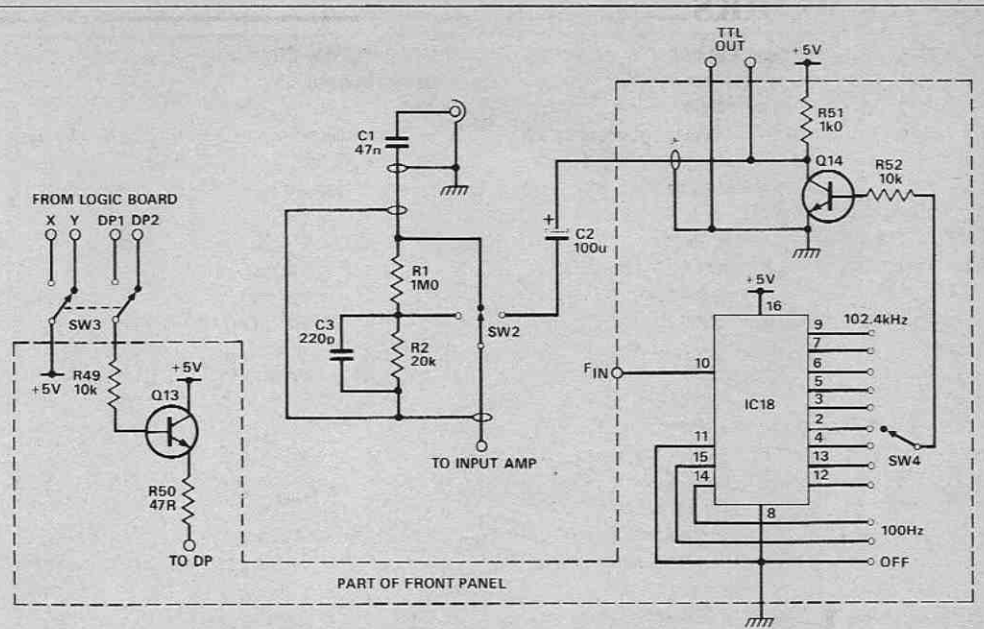 TTL
OUT
+5V
R51
1k0
Q14
R52
10k
C1
47n
FROM LOGIC BOARD
X Y DP1 DP2
+
C2
100u
R1
1M0
SW2
C3
220p
R2
20k
SW3
+5V
R49
10k
+5V
Q13
R50
47R
TO DP
TO INPUT AMP
+5V
16
FIN
10
IC18
9 102.4kHz
7
6
5
3
2
4
13
12
SW4
11
15
14
8
100Hz
OFF
PART OF FRONT PANEL